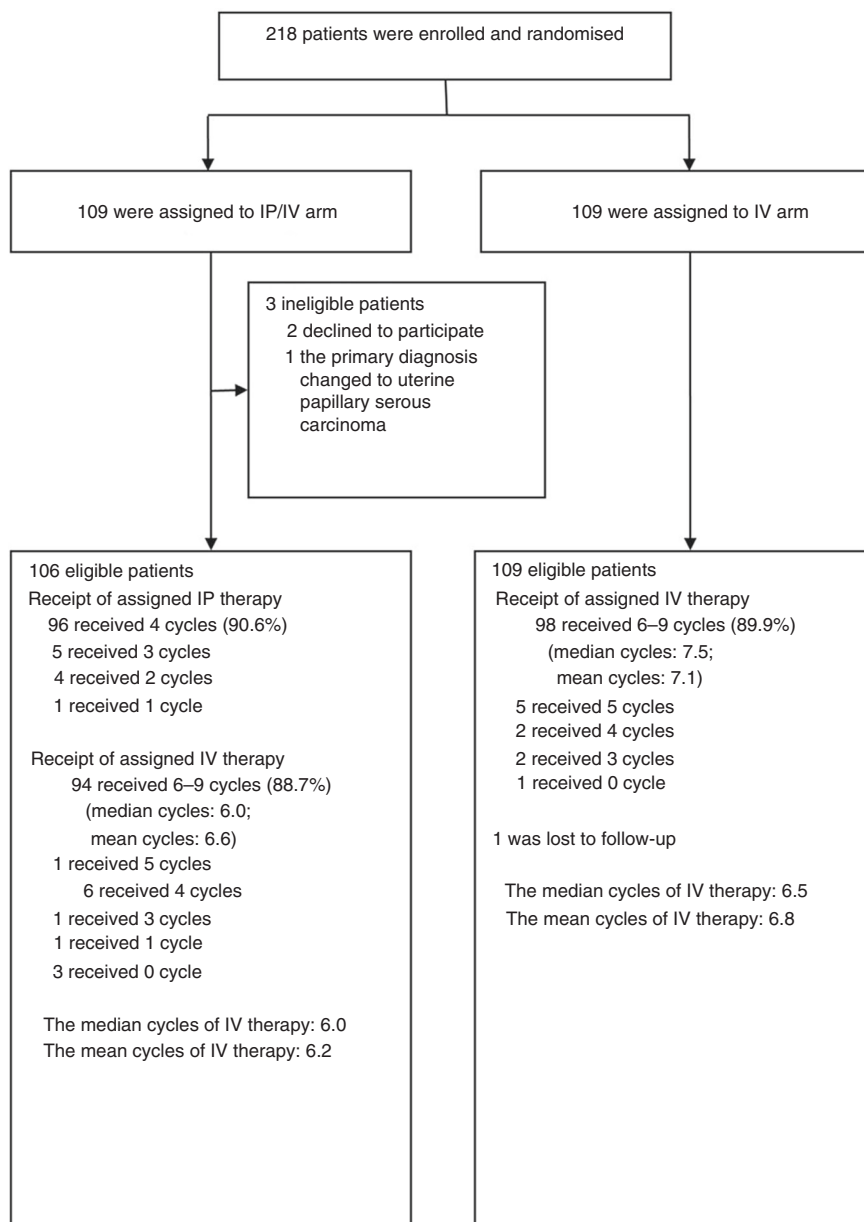 218 patients were enrolled and randomised
109 were assigned to IP/IV arm
109 were assigned to IV arm
3 ineligible patients
2 declined to participate
1 the primary diagnosis
changed to uterine
papillary serous
carcinoma
106 eligible patients
Receipt of assigned IP therapy
96 received 4 cycles (90.6%)
5 received 3 cycles
4 received 2 cycles
1 received 1 cycle
Receipt of assigned IV therapy
94 received 6–9 cycles (88.7%)
(median cycles: 6.0;
mean cycles: 6.6)
1 received 5 cycles
6 received 4 cycles
1 received 3 cycles
1 received 1 cycle
3 received 0 cycle
The median cycles of IV therapy: 6.0
The mean cycles of IV therapy: 6.2
109 eligible patients
Receipt of assigned IV therapy
98 received 6–9 cycles (89.9%)
(median cycles: 7.5;
mean cycles: 7.1)
5 received 5 cycles
2 received 4 cycles
2 received 3 cycles
1 received 0 cycle
1 was lost to follow-up
The median cycles of IV therapy: 6.5
The mean cycles of IV therapy: 6.8